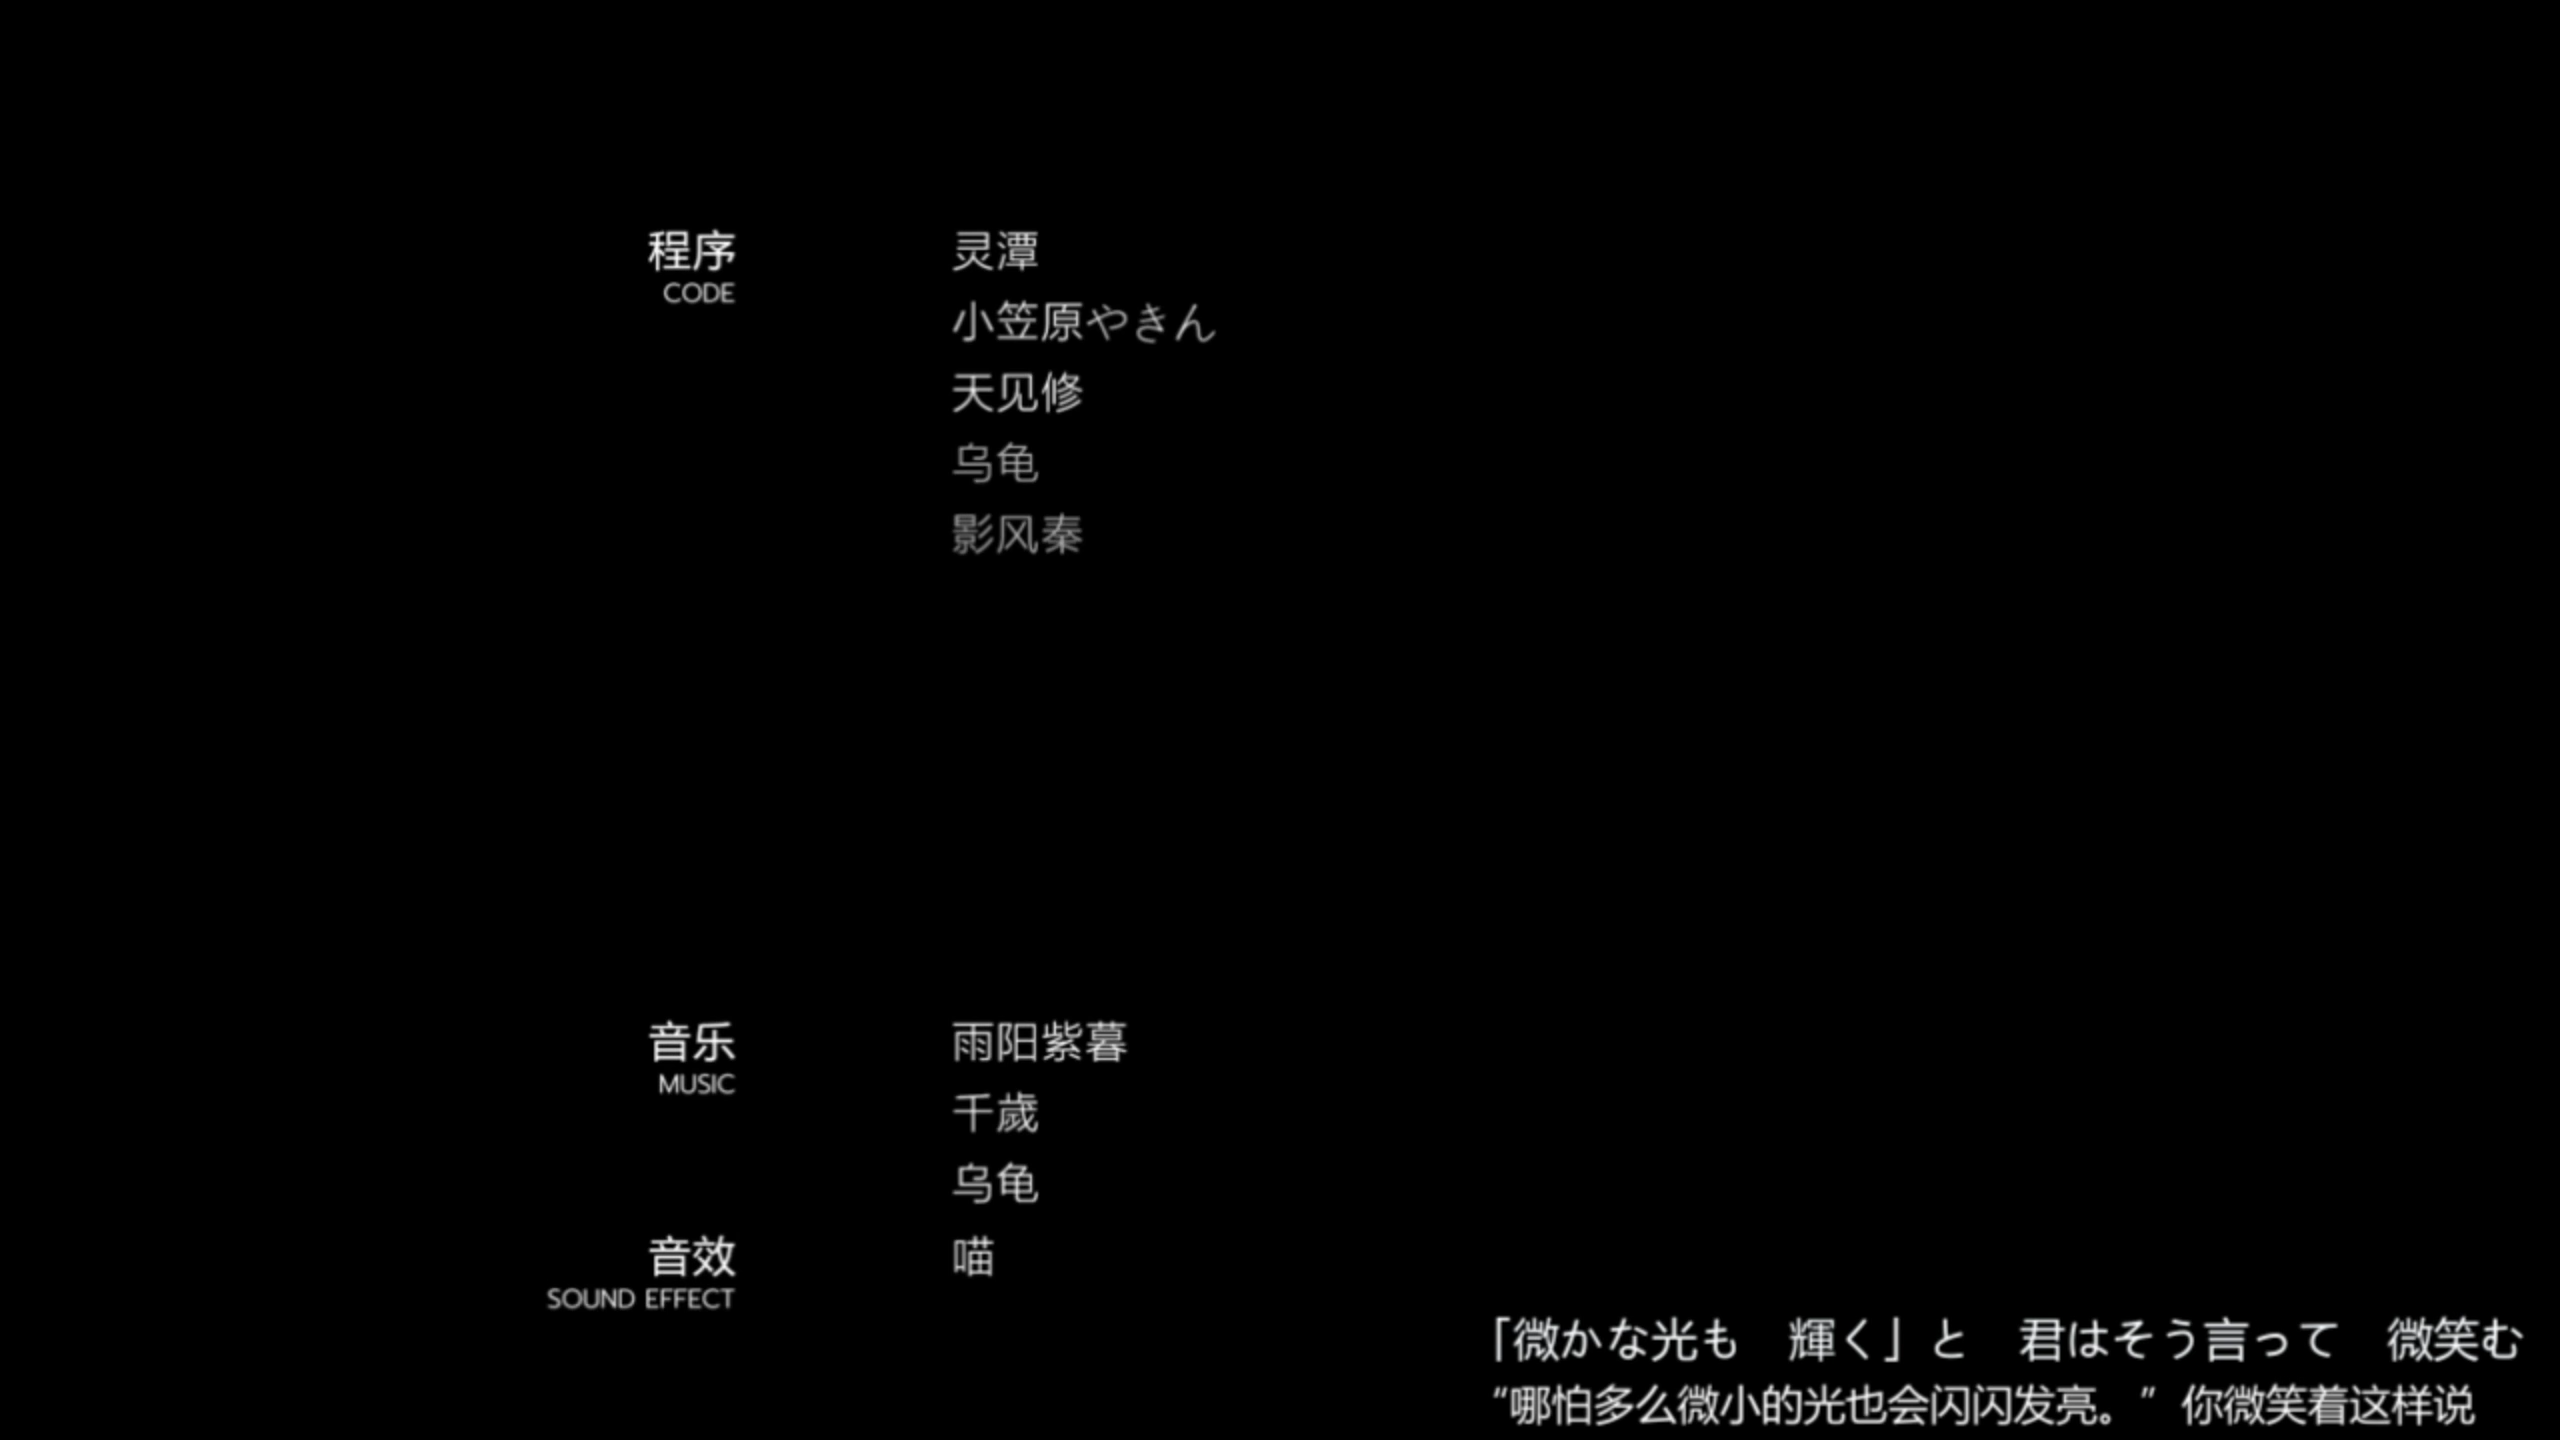 程序
CODE
灵潭
小笠原やきん
天见修
乌龟
影风秦
音乐
MUSIC
雨阳紫暮
千歲
乌龟
音效
SOUND EFFECT
喵
「微かな光も　輝く」と　君はそう言って　微笑む
“哪怕多么微小的光也会闪闪发亮。”你微笑着这样说